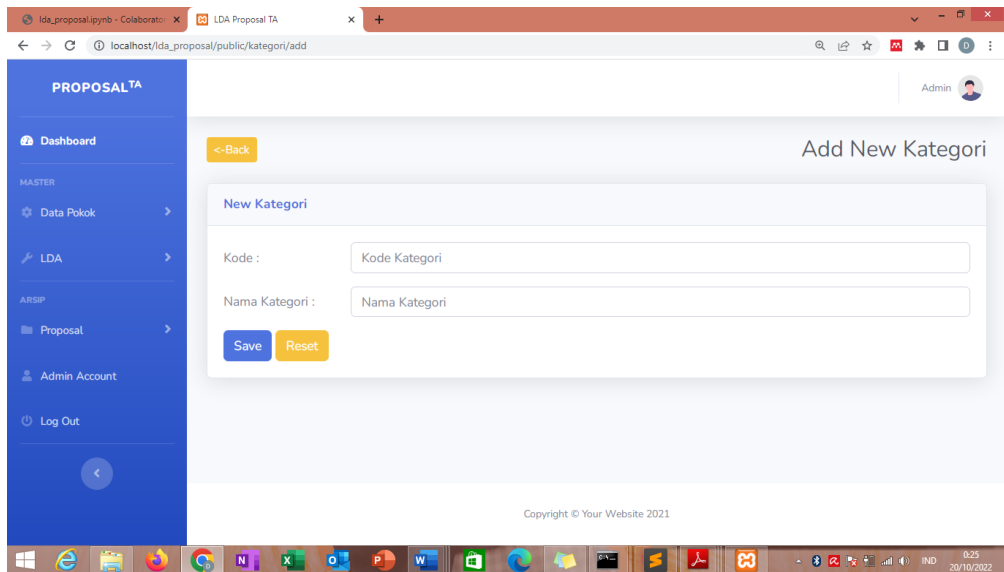 lda_proposal.ipynb - Colaborator
LDA Proposal TA
localhost/lda_proposal/public/kategori/add
D
PROPOSALTA
Admin
Dashboard
<-Back
Add New Kategori
MASTER
Data Pokok
New Kategori
LDA
Kode :
Kode Kategori
ARSIP
Nama Kategori :
Nama Kategori
Proposal
Save
Reset
Admin Account
Log Out
Copyright © Your Website 2021
IND
0:25
20/10/2022